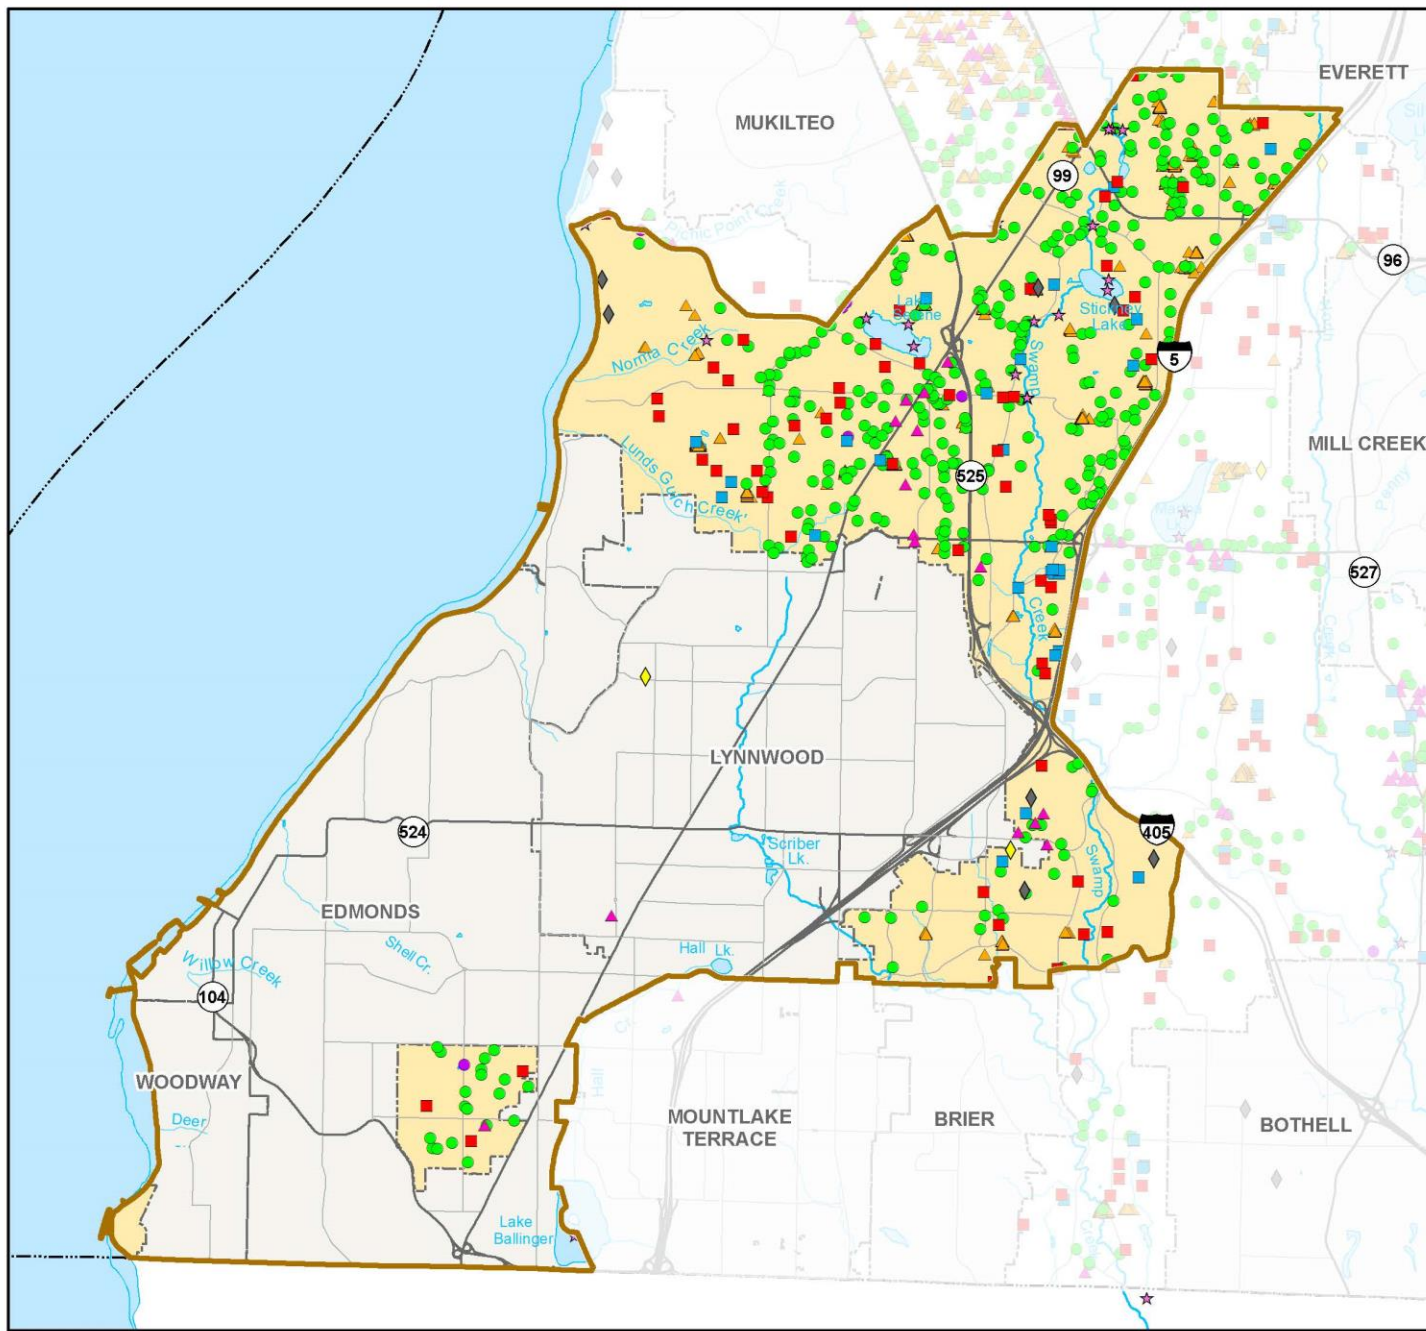 EVERETT
MUKILTEO
99
Picnic Point Creek
96
Lake
Serene
Stickney
Lake
Swamp
Norma Creek
5
MILL CREEK
Lunds Gulch Creek'
525
527
Creek
LYNNWOOD
524
Scriber
Lk.
405
Swamp
EDMONDS
Shell Cr.
Hall Lk.
Willow Creek
104
WOODWAY
Deer
Hall
MOUNTLAKE
TERRACE
BRIER
BOTHELL
Lake
Ballinger